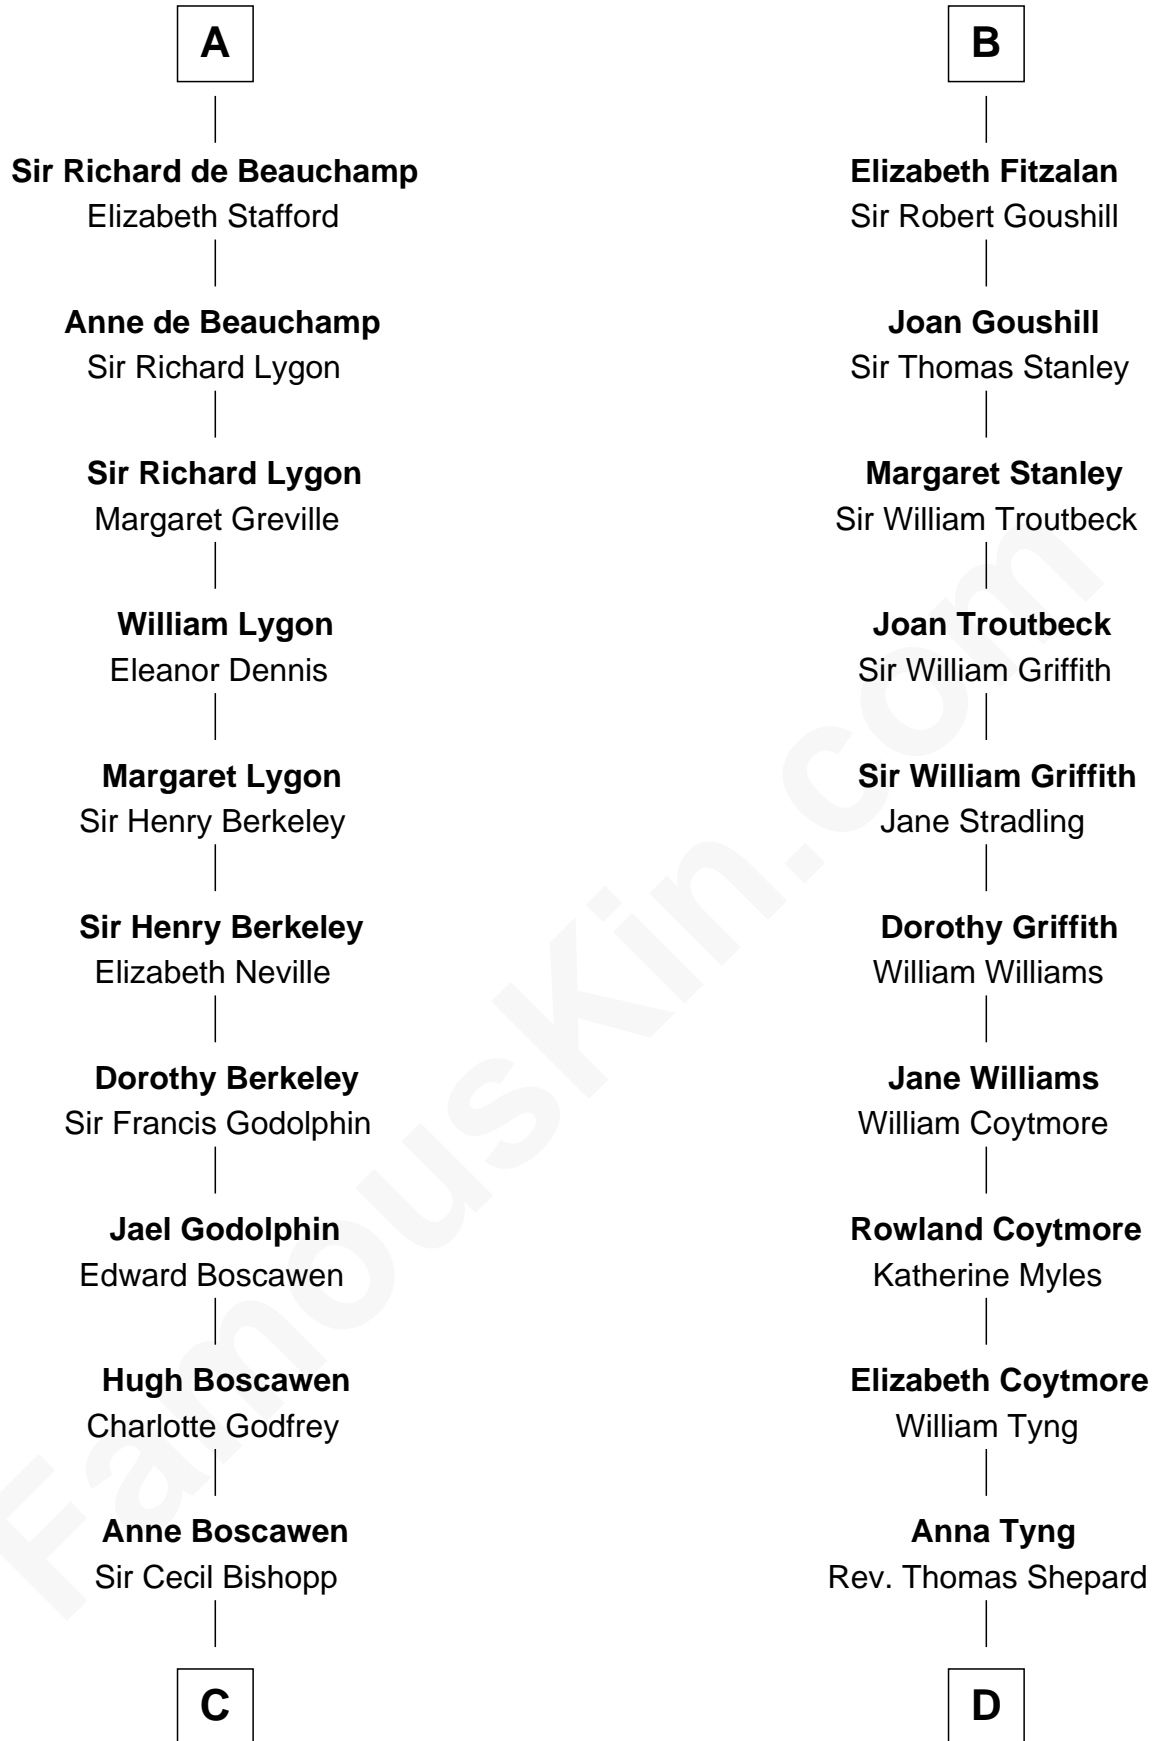 A
Sir Richard de Beauchamp
Elizabeth Stafford
Anne de Beauchamp
Sir Richard Lygon
Sir Richard Lygon
Margaret Greville
William Lygon
Eleanor Dennis
Margaret Lygon
Sir Henry Berkeley
Sir Henry Berkeley
Elizabeth Neville
Dorothy Berkeley
Sir Francis Godolphin
Jael Godolphin
Edward Boscawen
Hugh Boscawen
Charlotte Godfrey
Anne Boscawen
Sir Cecil Bishopp
C
B
Elizabeth Fitzalan
Sir Robert Goushill
Joan Goushill
Sir Thomas Stanley
Margaret Stanley
Sir William Troutbeck
Joan Troutbeck
Sir William Griffith
Sir William Griffith
Jane Stradling
Dorothy Griffith
William Williams
Jane Williams
William Coytmore
Rowland Coytmore
Katherine Myles
Elizabeth Coytmore
William Tyng
Anna Tyng
Rev. Thomas Shepard
D
FamousKin.com